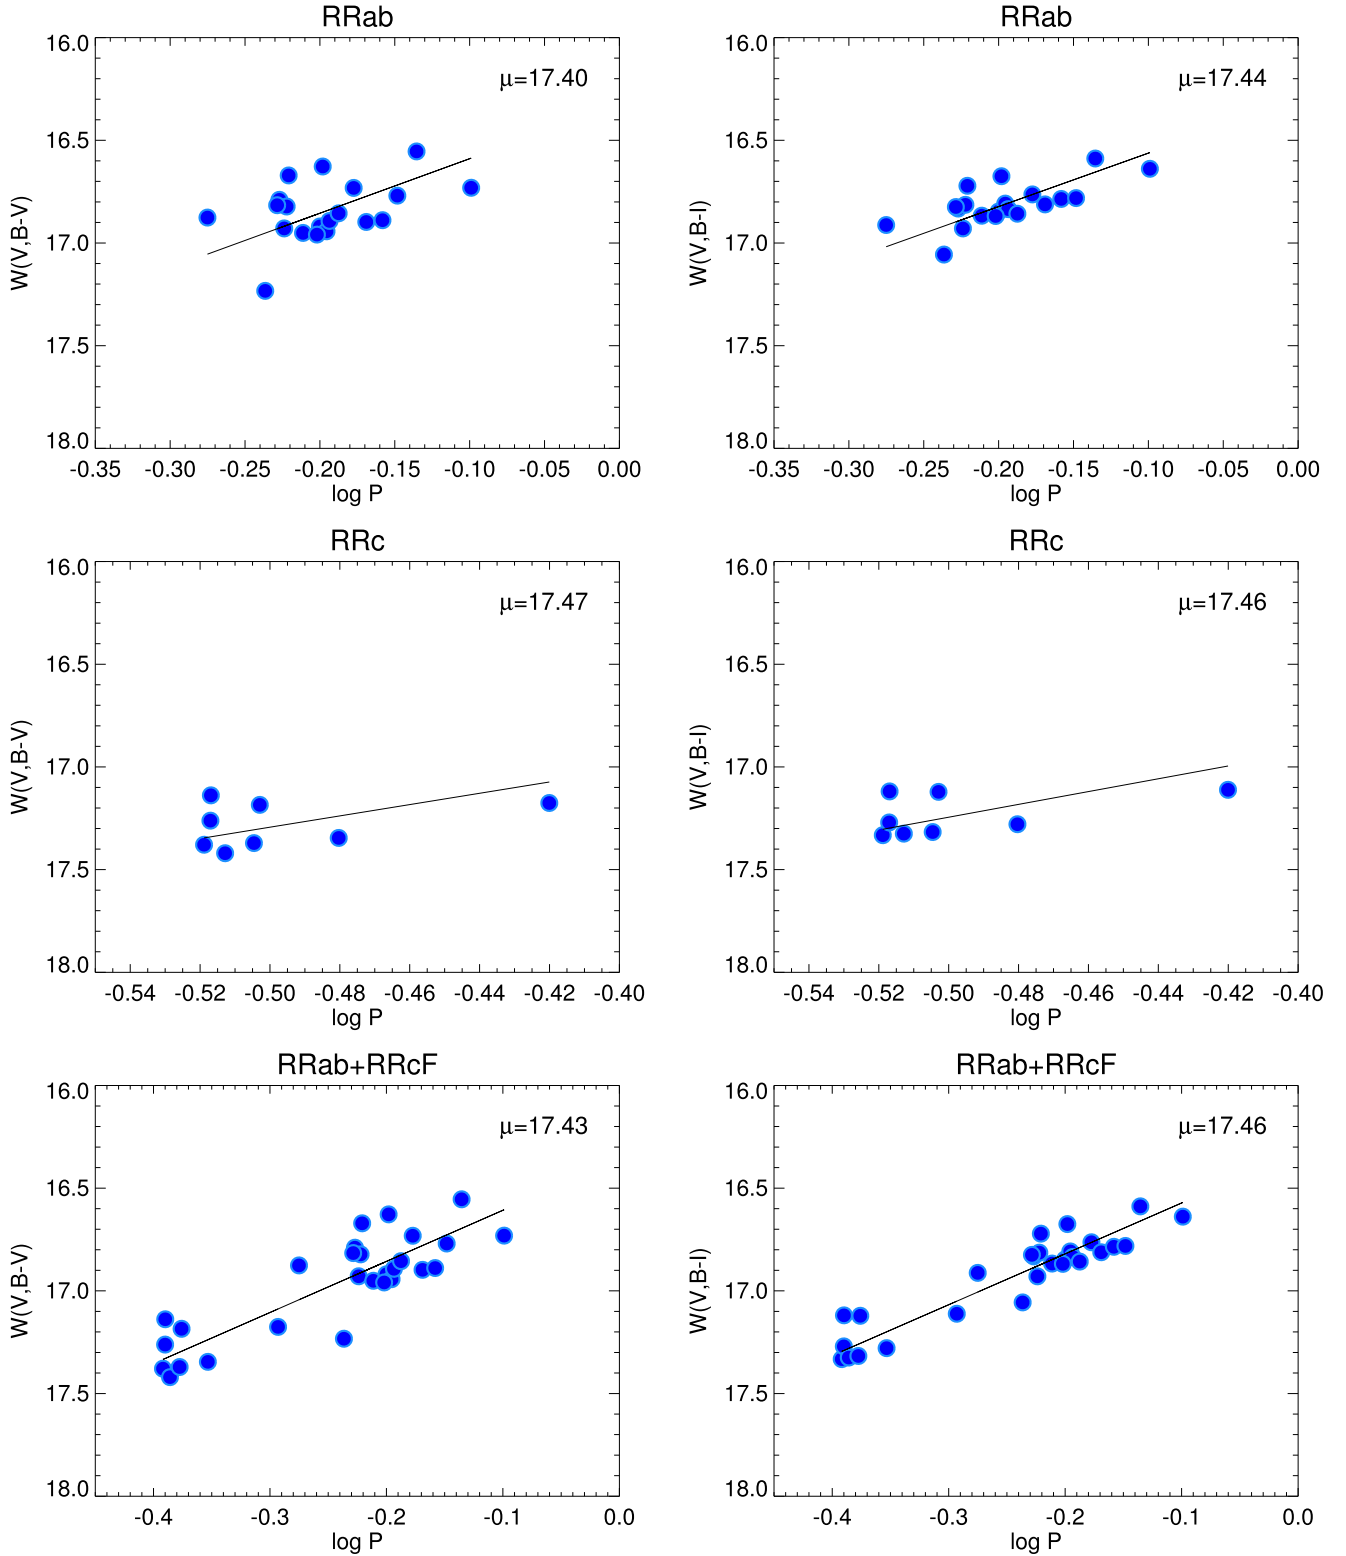 RRab
μ=17.40
16.0
16.5
17.0
17.5
18.0
W(V,B-V)
-0.35 -0.30 -0.25 -0.20 -0.15 -0.10 -0.05 0.00
log P
RRab
μ=17.44
16.0
16.5
17.0
17.5
18.0
W(V,B-I)
-0.35 -0.30 -0.25 -0.20 -0.15 -0.10 -0.05 0.00
log P
RRc
μ=17.47
16.0
16.5
17.0
17.5
18.0
W(V,B-V)
-0.54 -0.52 -0.50 -0.48 -0.46 -0.44 -0.42 -0.40
log P
RRc
μ=17.46
16.0
16.5
17.0
17.5
18.0
W(V,B-I)
-0.54 -0.52 -0.50 -0.48 -0.46 -0.44 -0.42 -0.40
log P
RRab+RRcF
μ=17.43
16.0
16.5
17.0
17.5
18.0
W(V,B-V)
-0.4 -0.3 -0.2 -0.1 0.0
log P
RRab+RRcF
μ=17.46
16.0
16.5
17.0
17.5
18.0
W(V,B-I)
-0.4 -0.3 -0.2 -0.1 0.0
log P